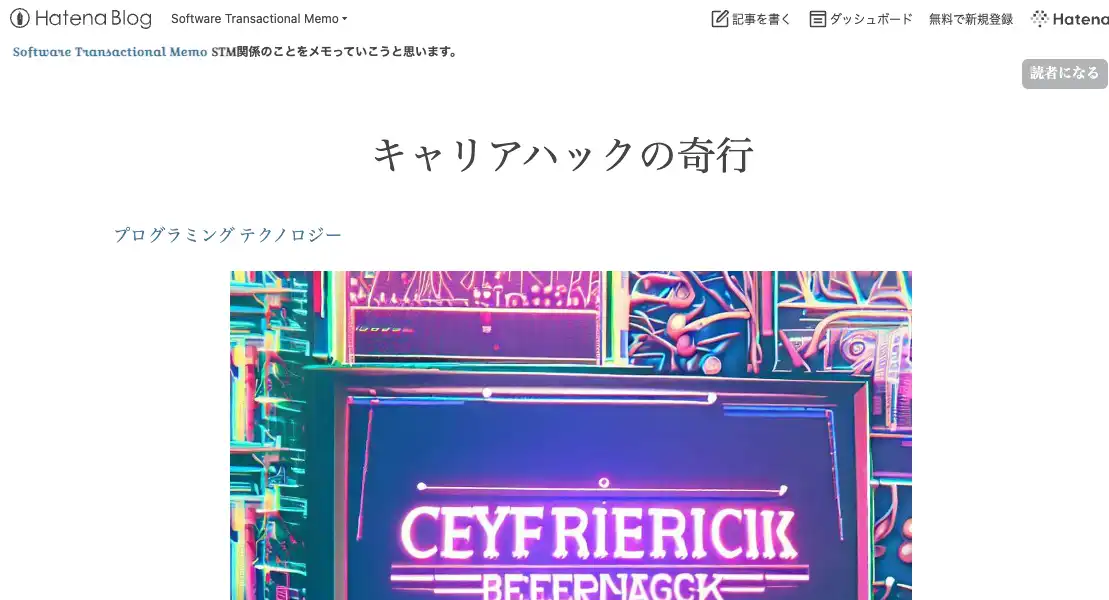 Hatena Blog Software Transactional Memo 記事を書く ダッシュボード 無料で新規登録 Hatena
Software Transactional Memo STM関係のことをメモっていこうと思います。
読者になる
キャリアハックの奇行
プログラミング テクノロジー
CEYFRIERICIK
BEFERNAGCK